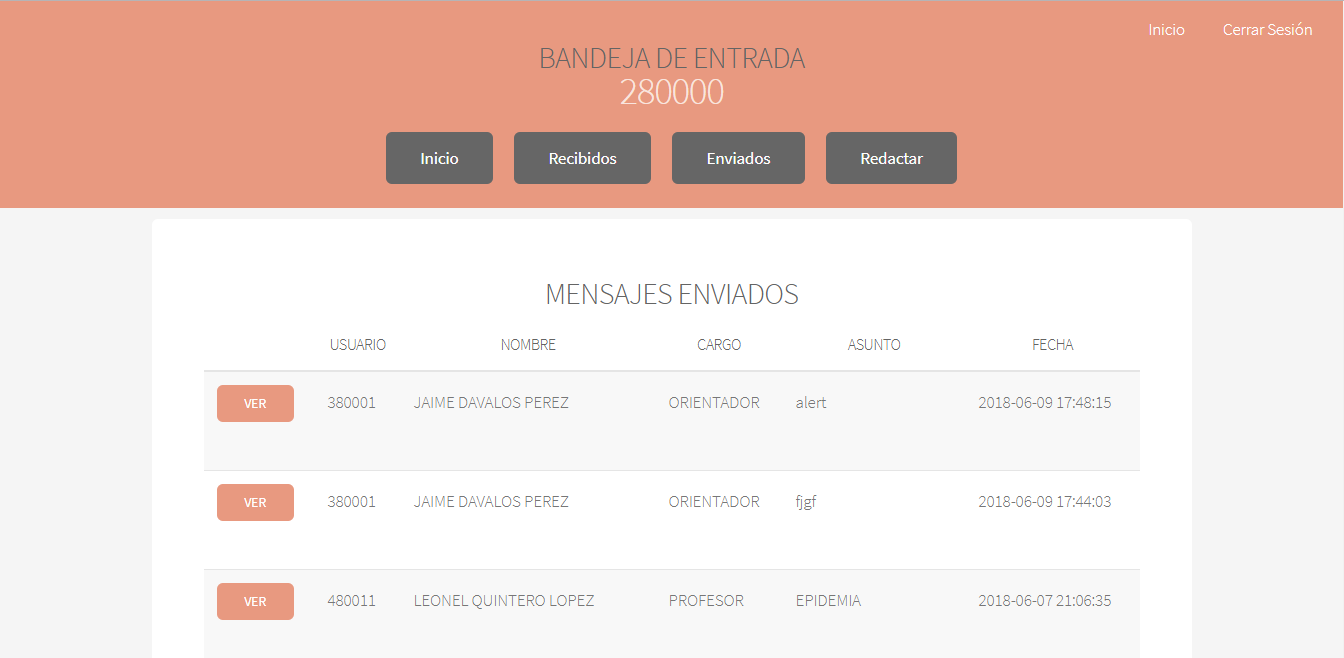 Inicio Cerrar Sesión
BANDEJA DE ENTRADA
280000
Inicio Recibidos Enviados Redactar
MENSAJES ENVIADOS
USUARIO NOMBRE CARGO ASUNTO FECHA
VER 380001 JAIME DAVALOS PEREZ ORIENTADOR alert 2018-06-09 17:48:15
VER 380001 JAIME DAVALOS PEREZ ORIENTADOR fjgf 2018-06-09 17:44:03
VER 480011 LEONEL QUINTERO LOPEZ PROFESOR EPIDEMIA 2018-06-07 21:06:35